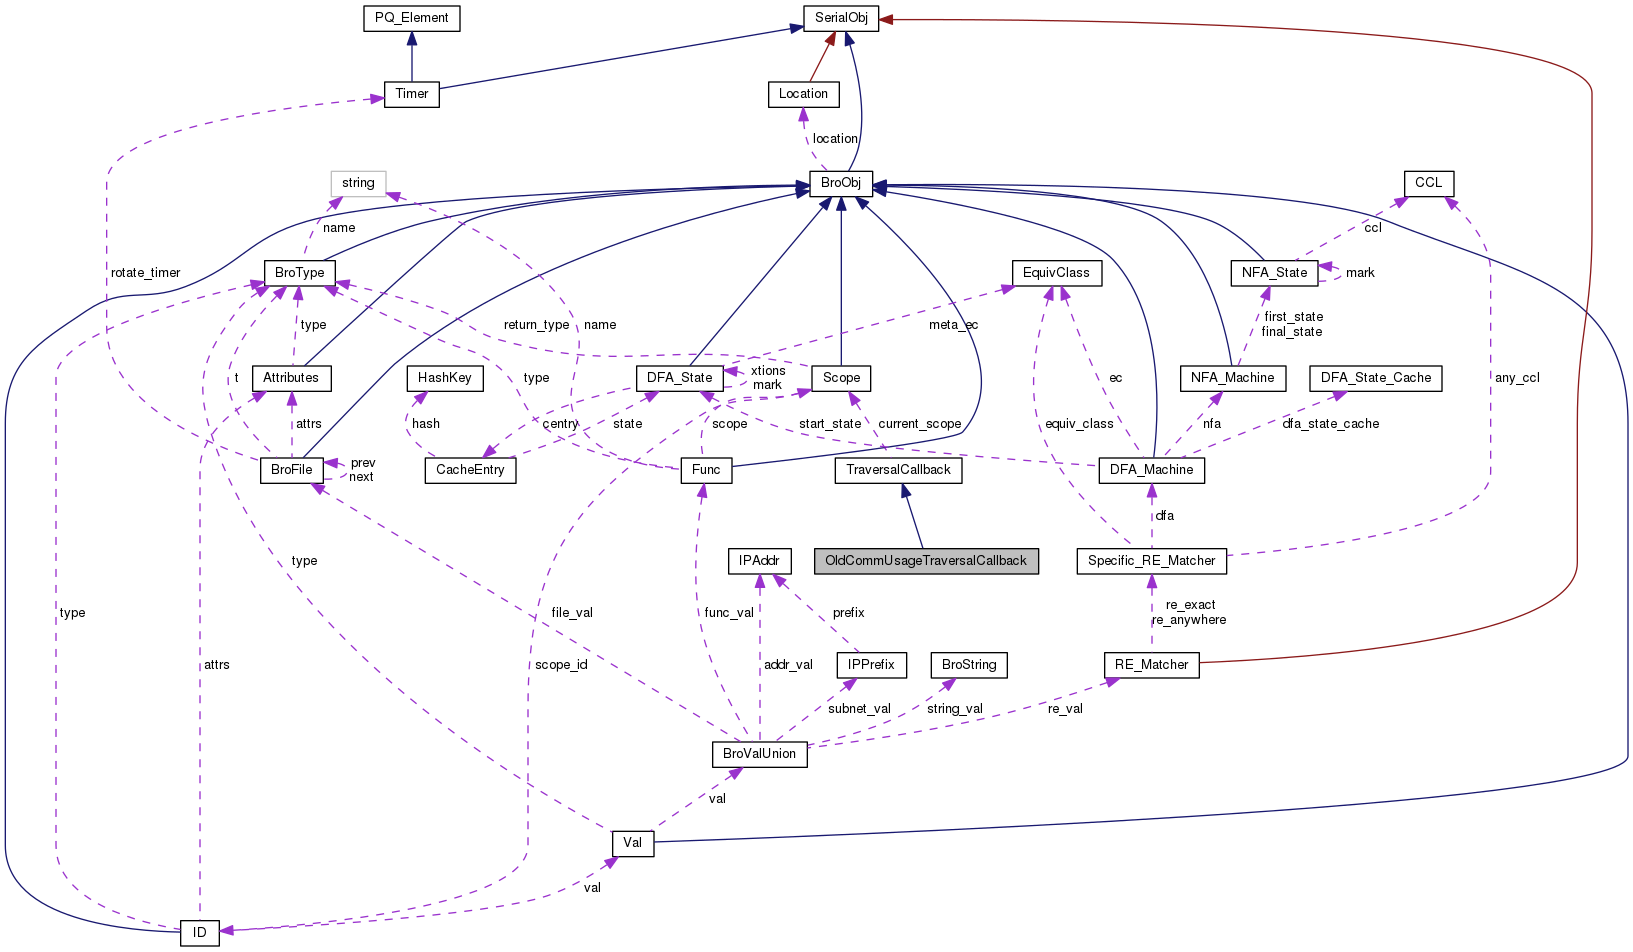 PQ_Element
SerialObj
Timer
Location
location
string
BroObj
CCL
name
ccl
rotate_timer
BroType
EquivClass
NFA_State
mark
type
return_type
name
meta_ec
first_state
final_state
t
Attributes
HashKey
DFA_State
xtions
mark
Scope
NFA_Machine
DFA_State_Cache
type
ec
any_ccl
attrs
hash
centry
state
scope
start_state
current_scope
equiv_class
nfa
dfa_state_cache
BroFile
prev
next
CacheEntry
Func
TraversalCallback
DFA_Machine
dfa
type
IPAddr
OldCommUsageTraversalCallback
Specific_RE_Matcher
type
file_val
func_val
prefix
re_exact
re_anywhere
attrs
scope_id
addr_val
IPPrefix
BroString
RE_Matcher
subnet_val
string_val
re_val
BroValUnion
val
Val
val
ID